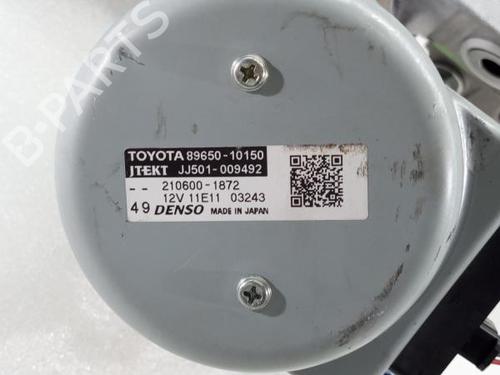 B-PARTS
TOYOTA 89650-10150
JTEKT JJ501-009492
-- 210600-1872
12V 11E11 03243
49 DENSO MADE IN JAPAN